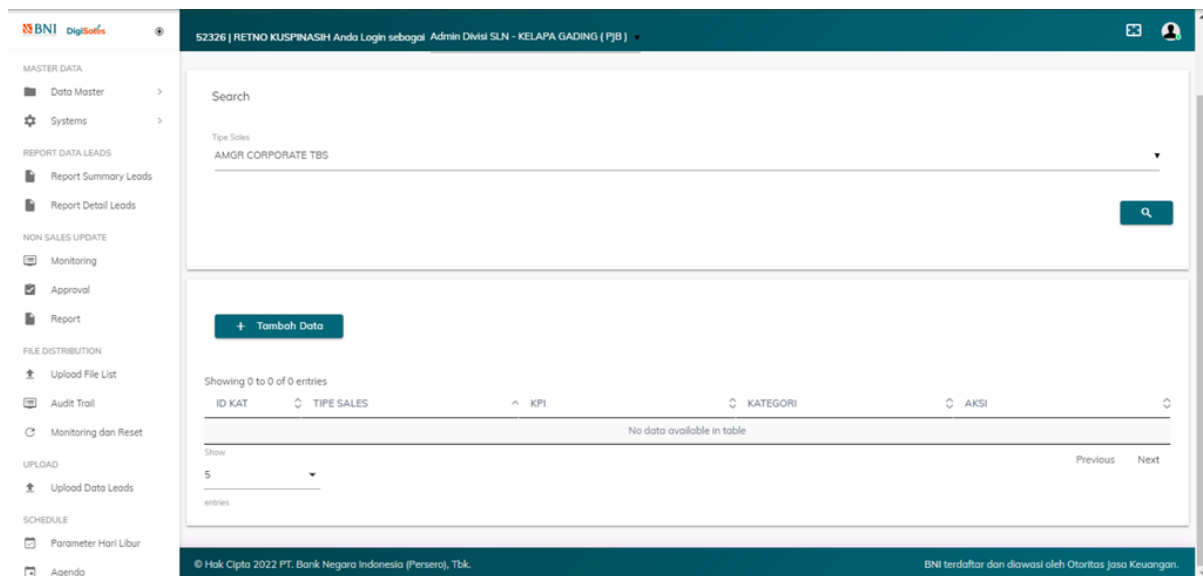 BNI DigiSales
52326 | RETNO KUSPINASIH Anda Login sebagai Admin Divisi SLN - KELAPA GADING ( PJB )
MASTER DATA
Data Master
Systems
REPORT DATA LEADS
Report Summary Leads
Report Detail Leads
NON SALES UPDATE
Monitoring
Approval
Report
FILE DISTRIBUTION
Upload File List
Audit Trail
Monitoring dan Reset
UPLOAD
Upload Data Leads
SCHEDULE
Parameter Hari Libur
Agenda
Search
Tipe Sales
AMGR CORPORATE TBS
+ Tambah Data
Showing 0 to 0 of 0 entries
ID KAT TIPE SALES KPI KATEGORI AKSI
No data available in table
Show
5
entries
Previous Next
© Hak Cipta 2022 PT. Bank Negara Indonesia (Persero), Tbk.
BNI terdaftar dan diawasi oleh Otoritas Jasa Keuangan.